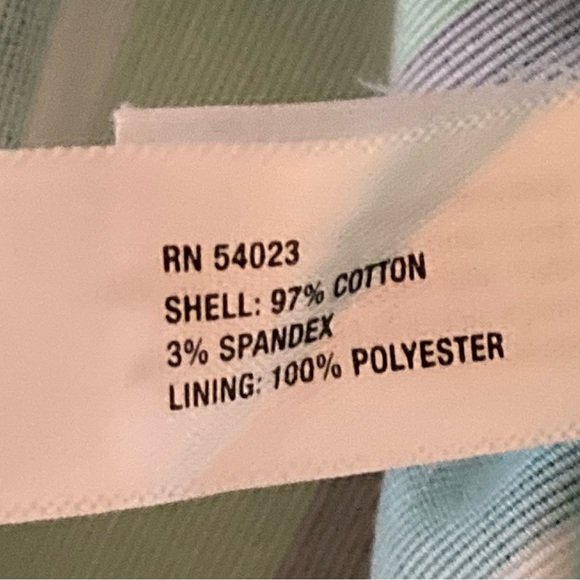 RN 54023
SHELL: 97% COTTON
3% SPANDEX
LINING: 100% POLYESTER